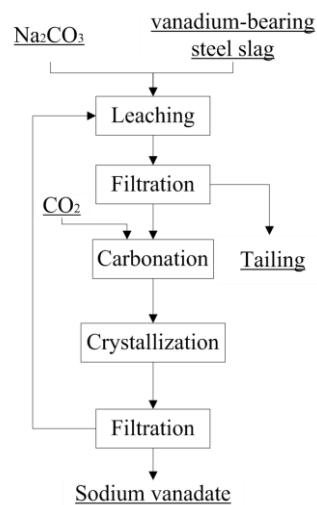 Na₂CO₃
vanadium-bearing
steel slag
Leaching
Filtration
CO₂
Carbonation
Tailing
Crystallization
Filtration
Sodium vanadate